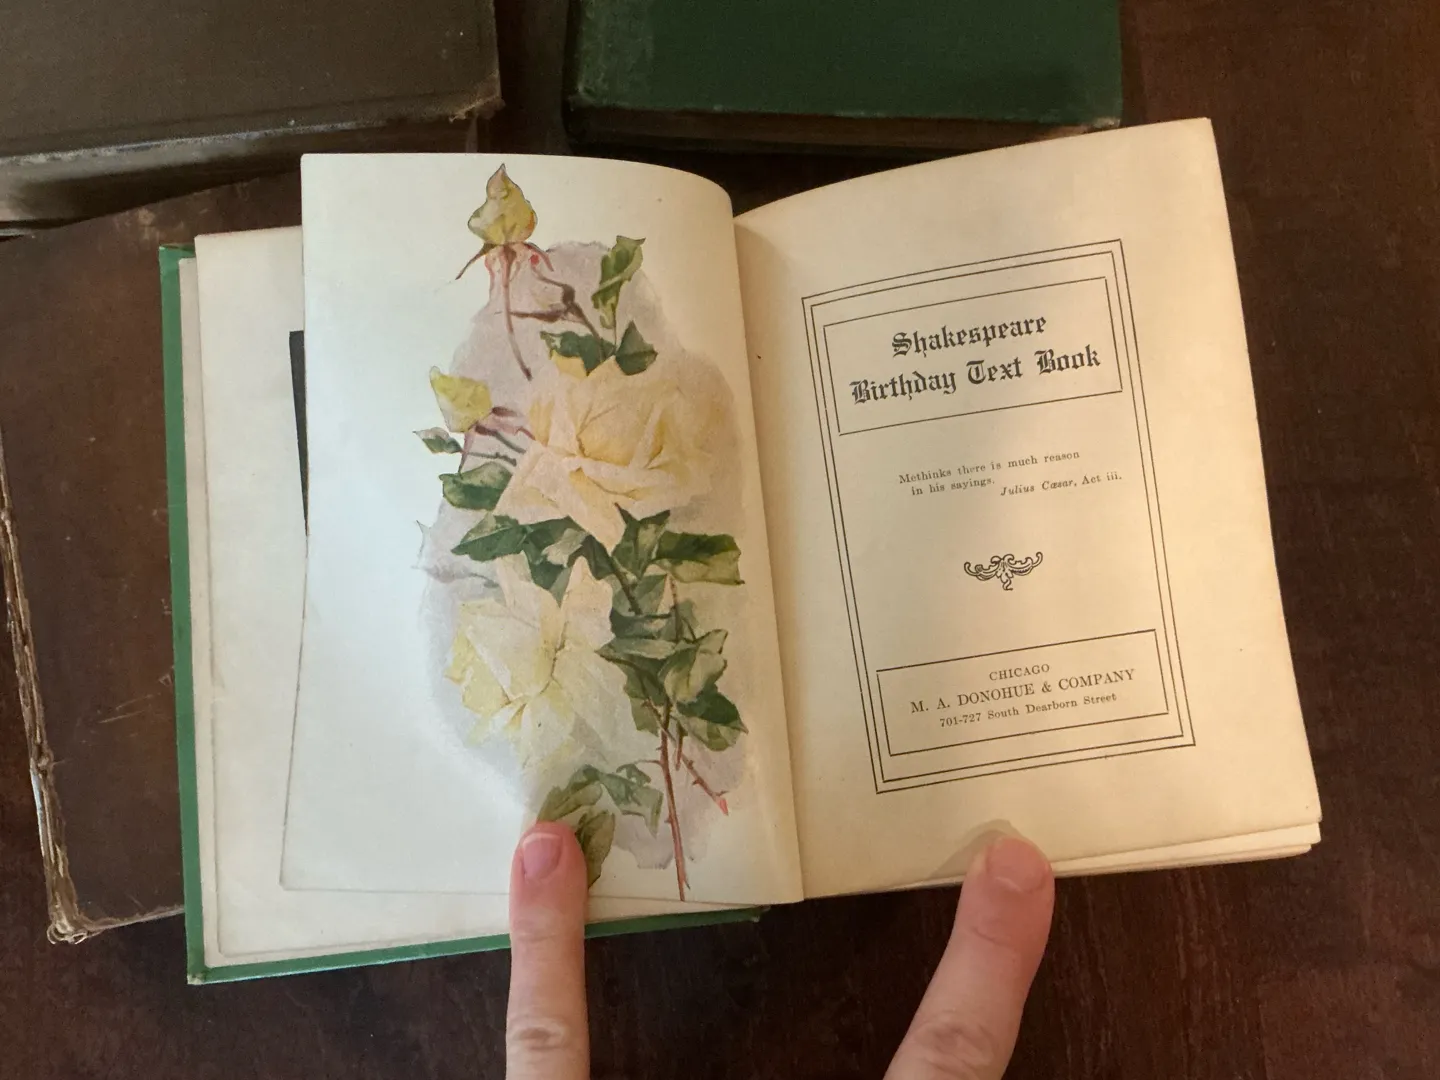 Shakespeare
Birthday Text Book
Methinks there is much reason
in his sayings.
Julius Cæsar, Act iii.
CHICAGO
M. A. DONOHUE & COMPANY
701-727 South Dearborn Street